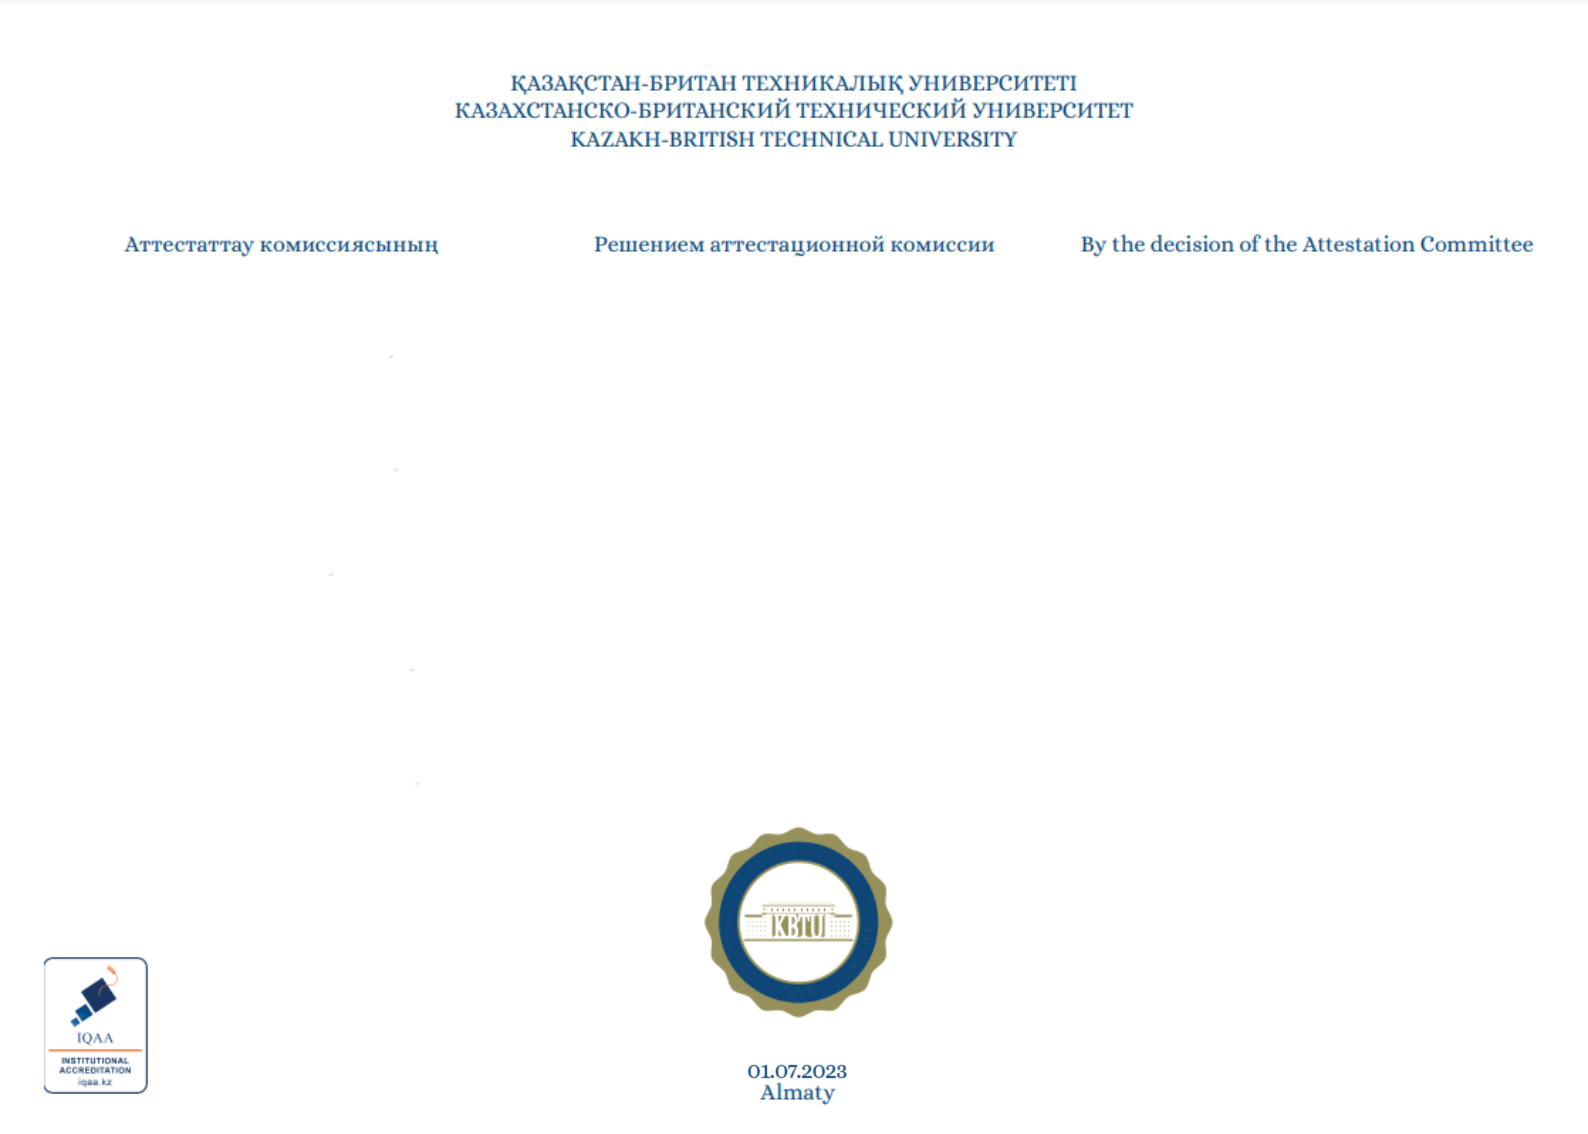 ҚАЗАҚСТАН-БРИТАН ТЕХНИКАЛЫҚ УНИВЕРСИТЕТІ
КАЗАХСТАНСКО-БРИТАНСКИЙ ТЕХНИЧЕСКИЙ УНИВЕРСИТЕТ
KAZAKH-BRITISH TECHNICAL UNIVERSITY
Аттестаттау комиссиясының
Решением аттестационной комиссии
By the decision of the Attestation Committee
KBTU
IQAA
INSTITUTIONAL
ACCREDITATION
iqaa.kz
01.07.2023
Almaty